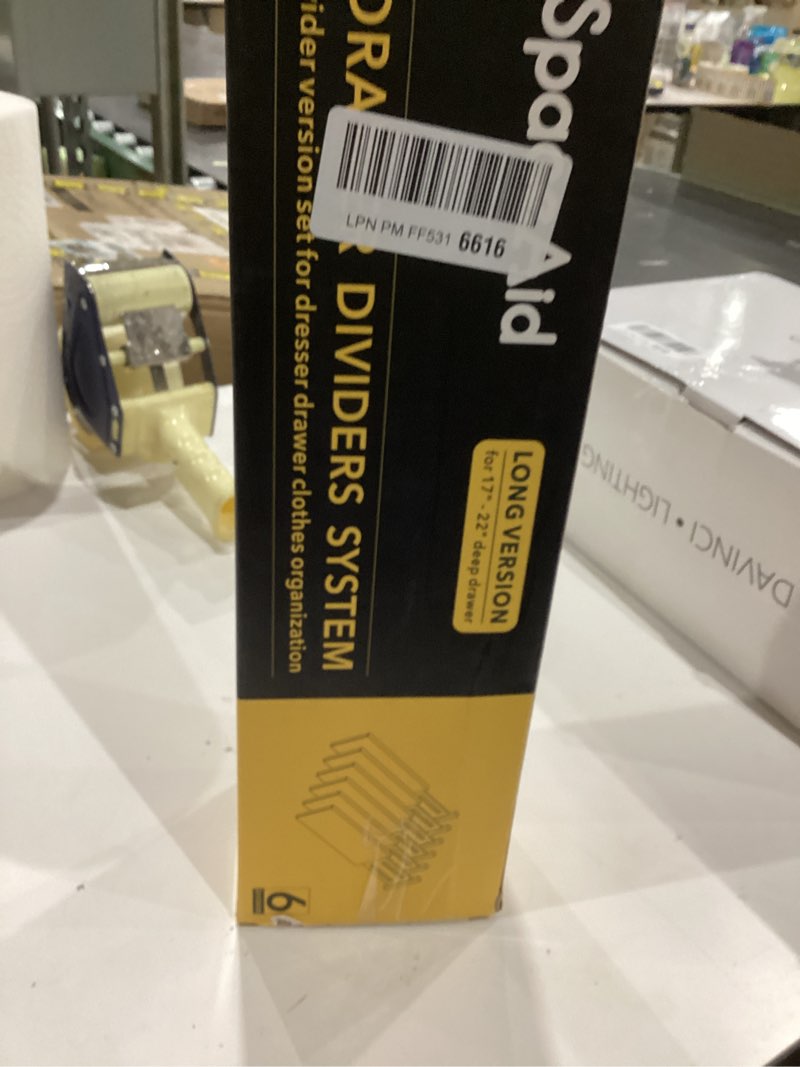 Spa Aid
LONG VERSION
for 17" - 22" deep drawer
DRA R DIVIDERS SYSTEM
ider version set for dresser drawer clothes organization
LPN PM FF531 6616
6
DAVINCI • LIGHTING